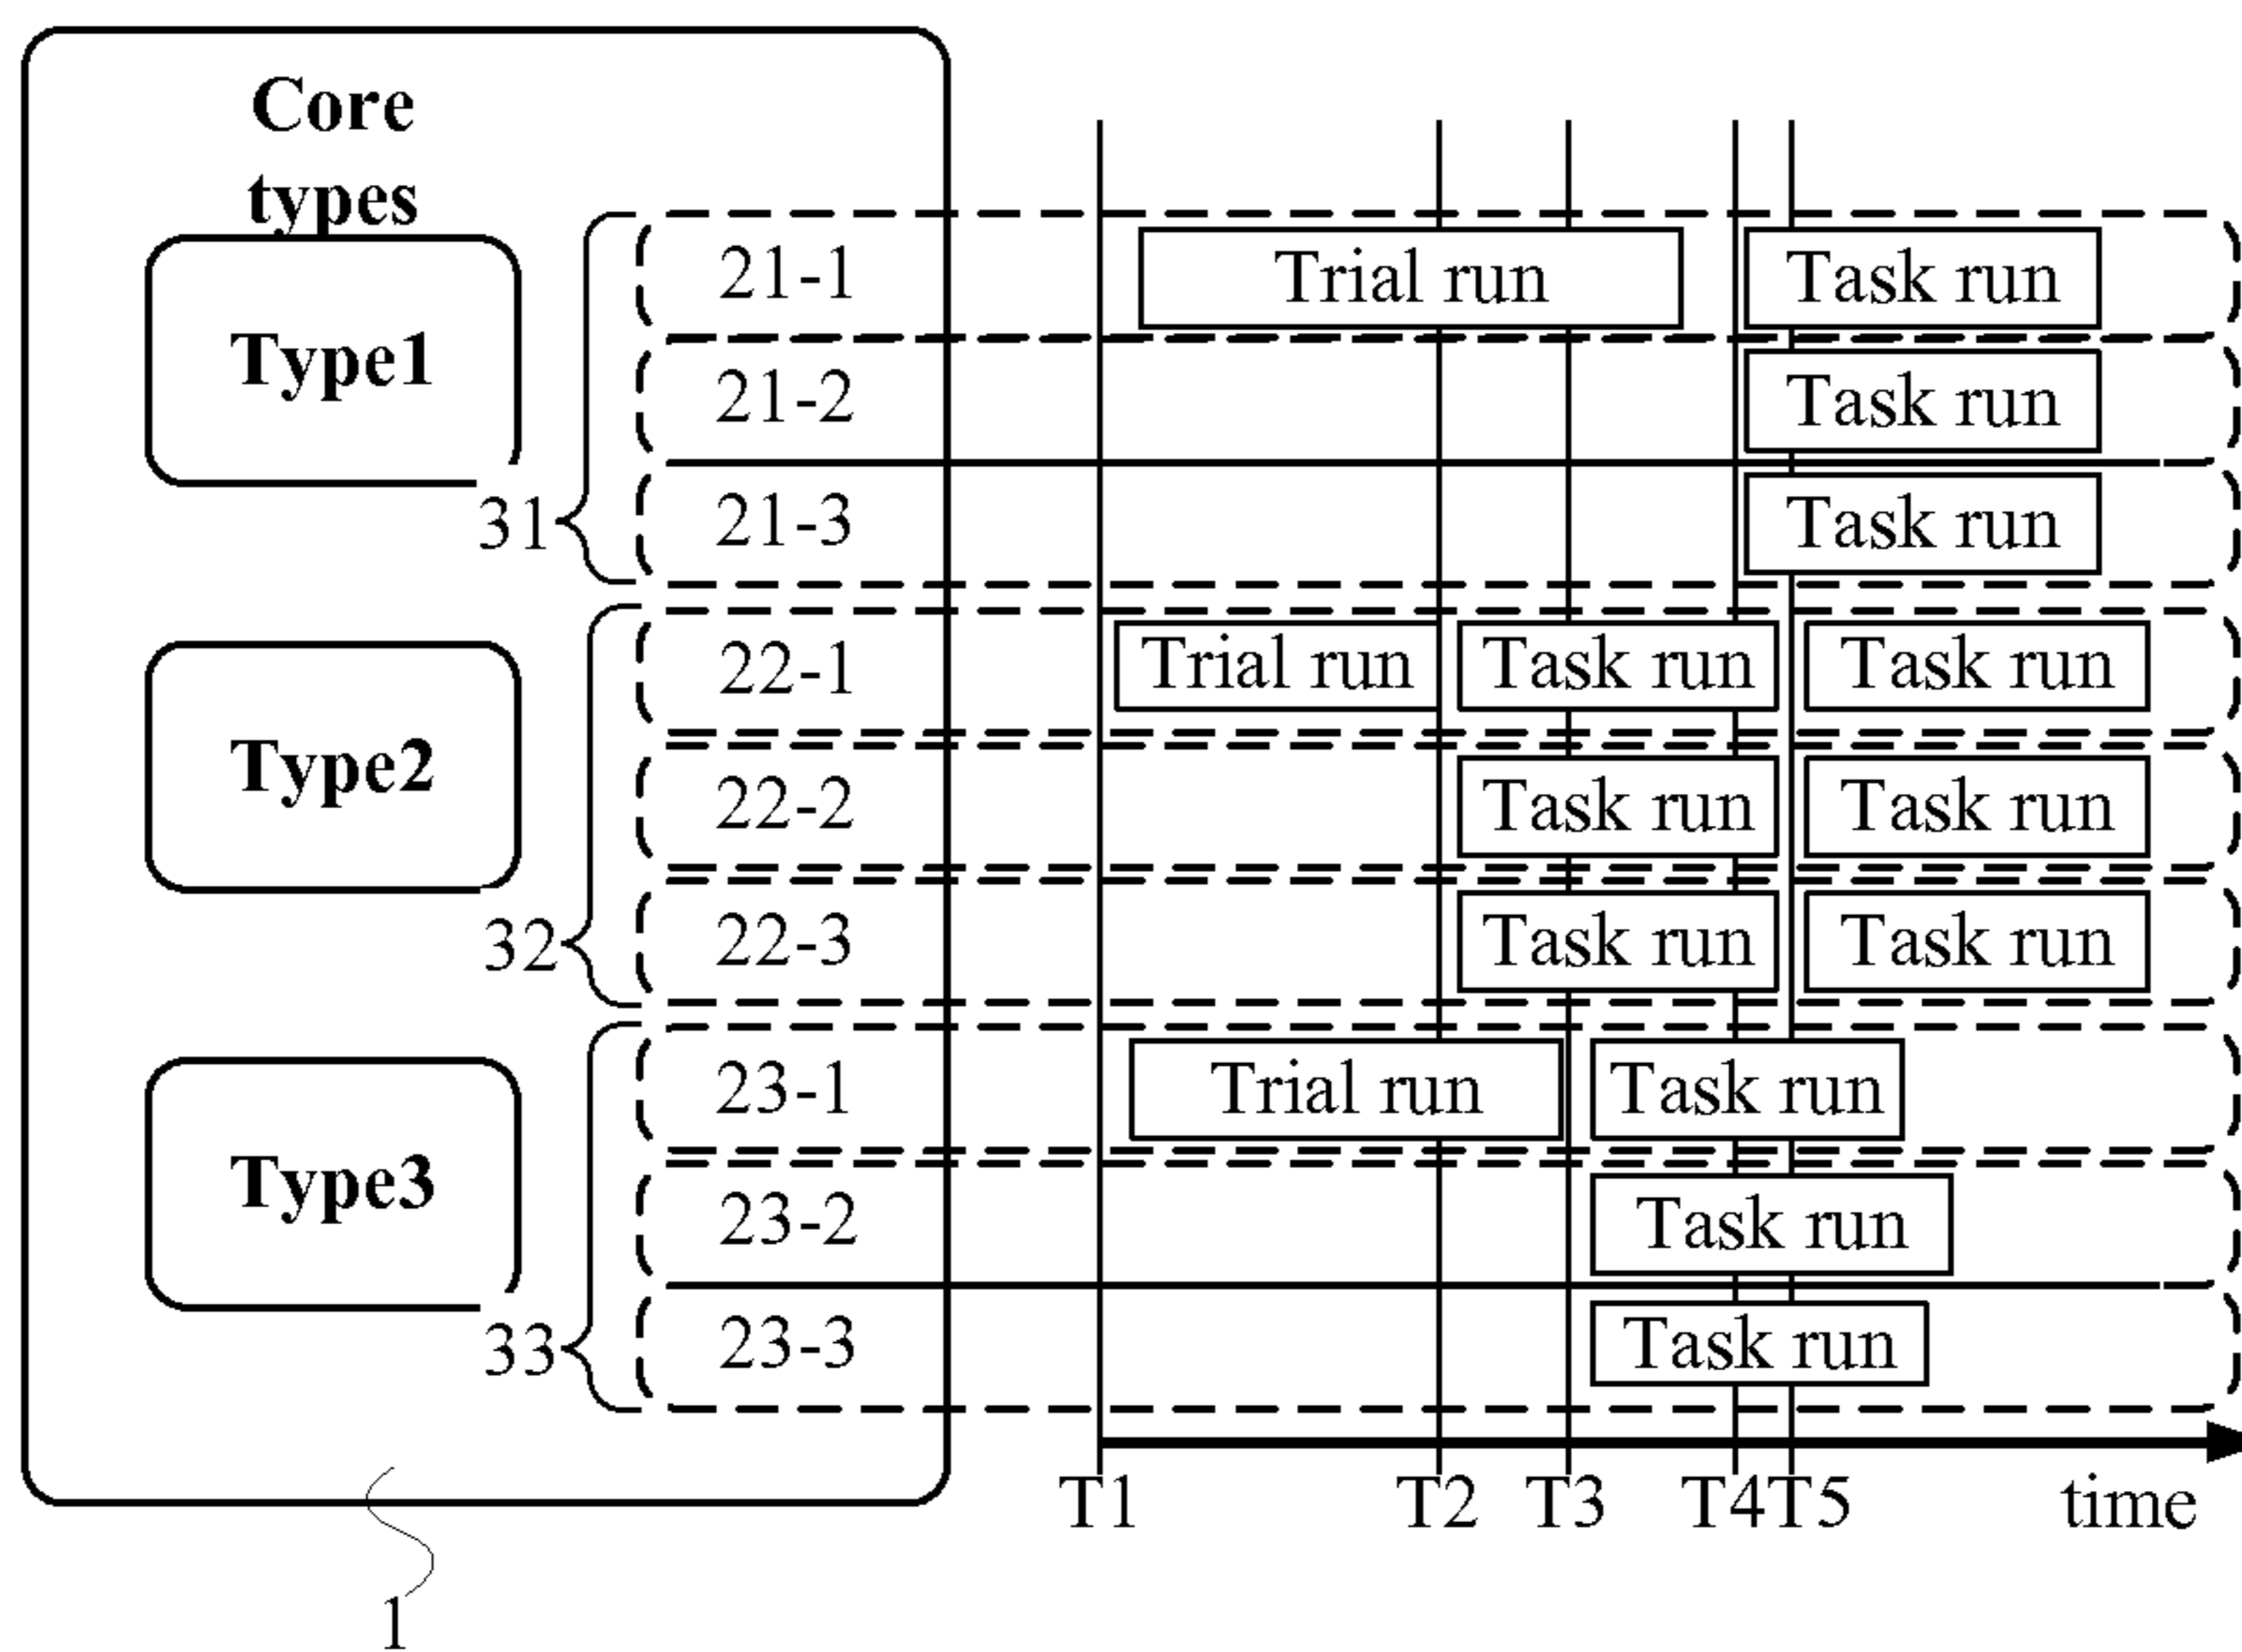 Core
types
Type1
31
21-1 Trial run Task run
21-2 Task run
21-3 Task run
Type2
32
22-1 Trial run Task run Task run
22-2 Task run Task run
22-3 Task run Task run
Type3
33
23-1 Trial run Task run
23-2 Task run
23-3 Task run
T1 T2 T3 T4 T5 time
1